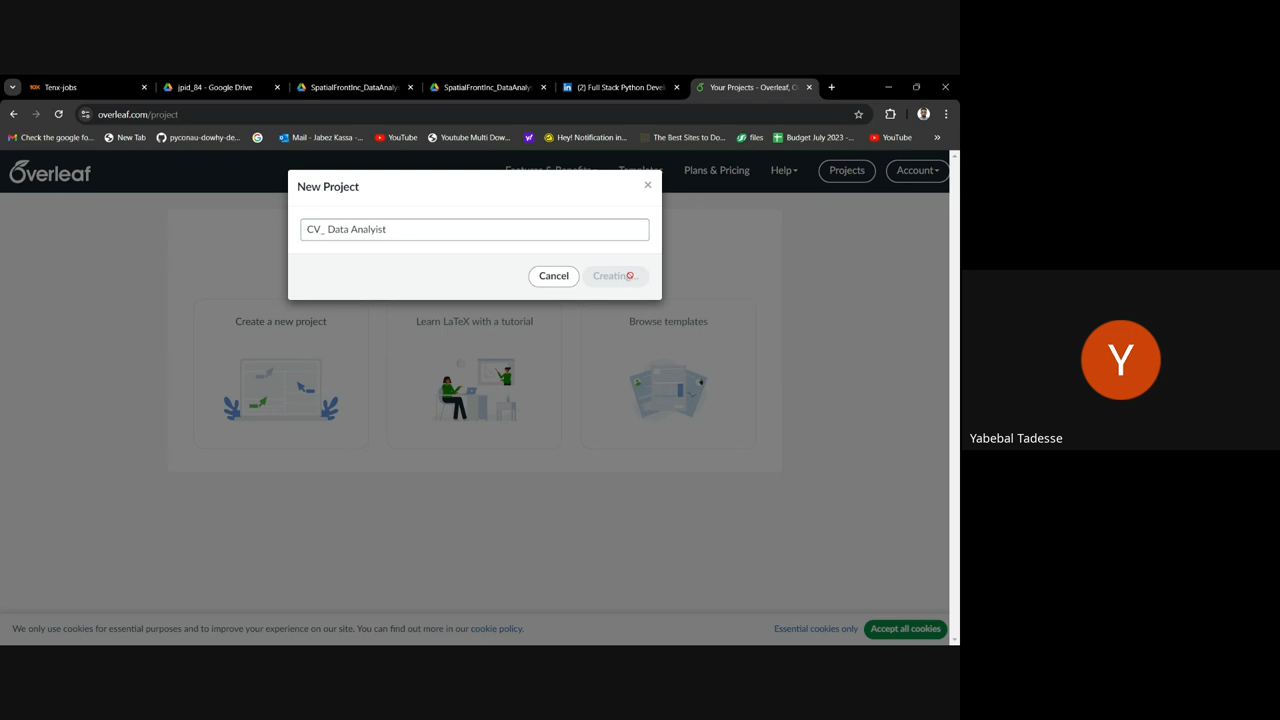 Tenx-jobs
jpid_84 - Google Drive
SpatialFrontInc_DataAnaly
SpatialFrontInc_DataAnaly
(2) Full Stack Python Deve
Your Projects - Overleaf, O
overleaf.com/project
Check the google fo...
New Tab
pyconau-dowhy-de...
Mail - Jabez Kassa -...
YouTube
Youtube Multi Dow...
Hey! Notification in...
The Best Sites to Do...
files
Budget July 2023 -...
YouTube
Overleaf
Features & Benefits
Templates
Plans & Pricing
Help
Projects
Account
New Project
CV_ Data Analyist
Cancel
Creating...
Create a new project
Learn LaTeX with a tutorial
Browse templates
Y
Yabebal Tadesse
We only use cookies for essential purposes and to improve your experience on our site. You can find out more in our cookie policy.
Essential cookies only
Accept all cookies